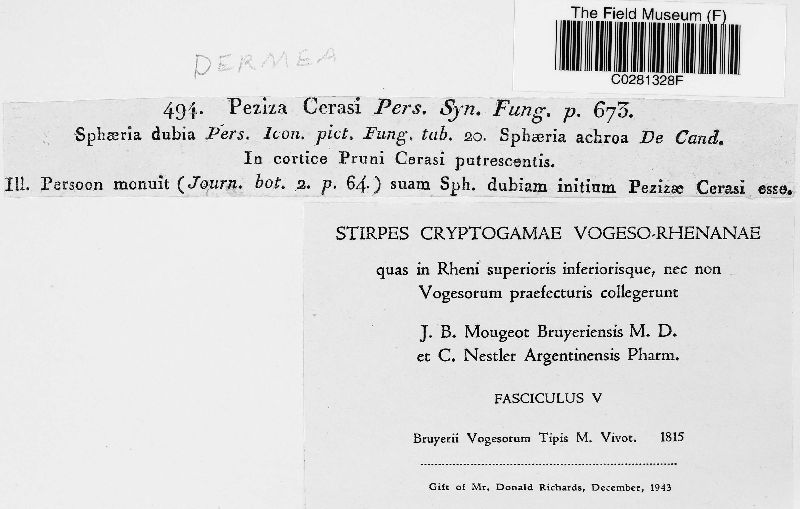 The Field Museum (F)
C0281328F
DERMEA
494. Peziza Cerasi Pers. Syn. Fung. p. 673.
Sphæria dubia Pers. Icon. pict. Fung. tab. 20. Sphæria achroa De Cand.
In cortice Pruni Cerasi putrescentis.
Ill. Persoon monuit (Journ. bot. 2. p. 64.) suam Sph. dubiam initium Pezizæ Cerasi esse.
STIRPES CRYPTOGAMAE VOGESO-RHENANAE
quas in Rheni superioris inferiorisque, nec non
Vogesorum praefecturis collegerunt
J. B. Mougeot Bruyeriensis M. D.
et C. Nestler Argentinensis Pharm.
FASCICULUS V
Bruyerii Vogesorum Tipis M. Vivot. 1815
Gift of Mr. Donald Richards, December, 1943